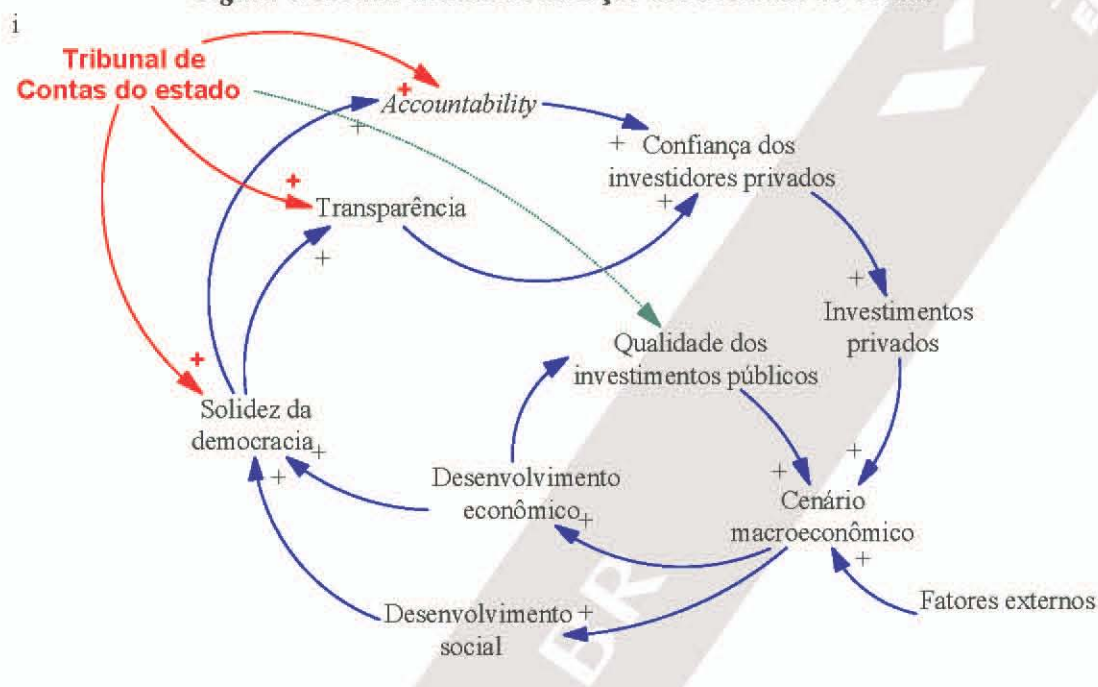 i
Tribunal de
Contas do estado
+
Accountability
+
+ Confiança dos
investidores privados
+
+
Transparência
+
+
Investimentos
privados
Qualidade dos
investimentos públicos
+
Solidez da
democracia
+
+
Desenvolvimento
econômico
+
+
+
Cenário
macroeconômico
+
Fatores externos
Desenvolvimento +
social
BR